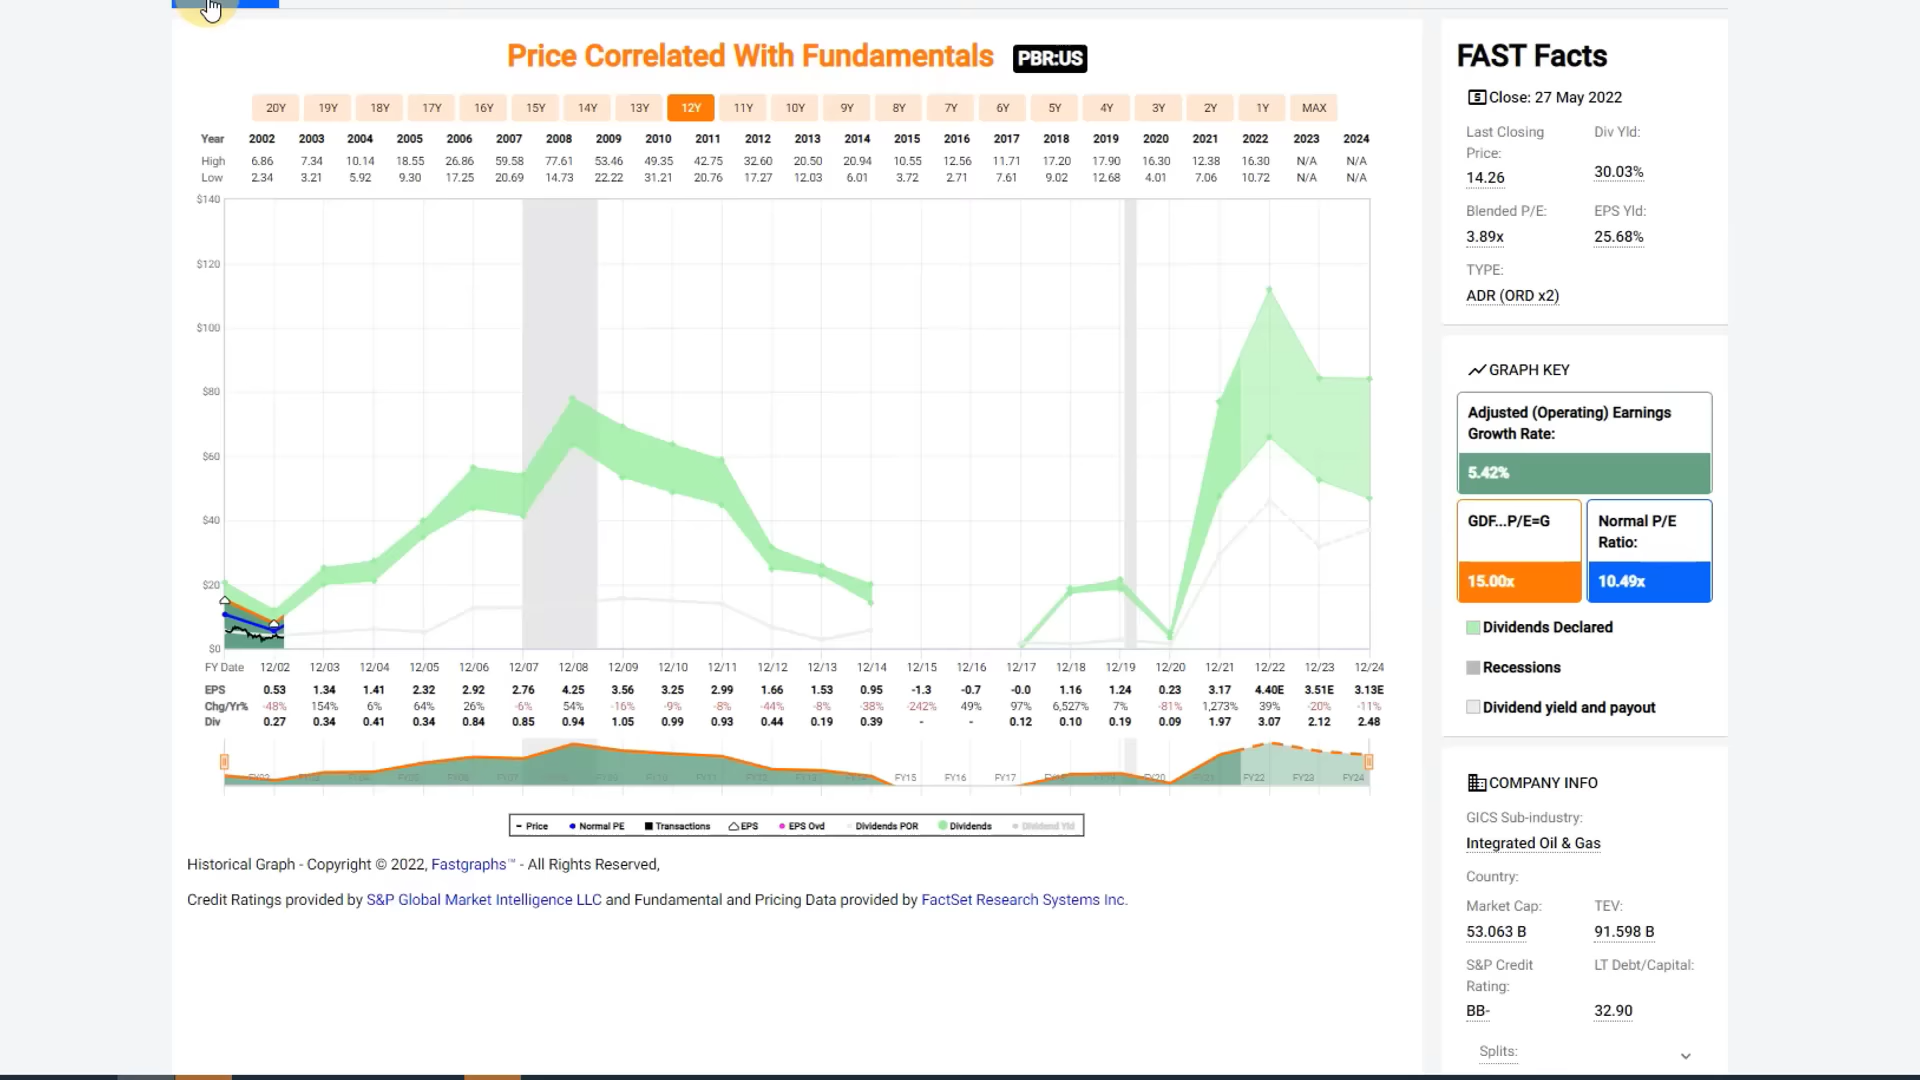 Price Correlated With Fundamentals PBR:US
20Y 19Y 18Y 17Y 16Y 15Y 14Y 13Y 12Y 11Y 10Y 9Y 8Y 7Y 6Y 5Y 4Y 3Y 2Y 1Y MAX
Year 2002 2003 2004 2005 2006 2007 2008 2009 2010 2011 2012 2013 2014 2015 2016 2017 2018 2019 2020 2021 2022 2023 2024
High 6.86 7.34 10.14 18.55 26.86 59.58 77.61 53.46 49.35 42.75 32.60 20.50 20.94 10.55 12.56 11.71 17.20 17.90 16.30 12.38 16.30 N/A N/A
Low 2.34 3.21 5.92 9.30 17.25 20.69 14.73 22.22 31.21 20.76 17.27 12.03 6.01 3.72 2.71 7.61 9.02 12.68 4.01 7.06 10.72 N/A N/A
$140
$120
$100
$80
$60
$40
$20
$0
FY Date 12/02 12/03 12/04 12/05 12/06 12/07 12/08 12/09 12/10 12/11 12/12 12/13 12/14 12/15 12/16 12/17 12/18 12/19 12/20 12/21 12/22 12/23 12/24
EPS 0.53 1.34 1.41 2.32 2.92 2.76 4.25 3.56 3.25 2.99 1.66 1.53 0.95 -1.3 -0.7 -0.0 1.16 1.24 0.23 3.17 4.40E 3.51E 3.13E
Chg/Yr% -48% 154% 6% 64% 26% -6% 54% -16% -9% -8% -44% -8% -38% -242% 49% 97% 6,527% 7% -81% 1,273% 39% -20% -11%
Div 0.27 0.34 0.41 0.34 0.84 0.85 0.94 1.05 0.99 0.93 0.44 0.19 0.39 - - 0.12 0.10 0.19 0.09 1.97 3.07 2.12 2.48
FY15 FY16 FY17 FY20 FY22 FY23 FY24
Price Normal PE Transactions EPS EPS Ovd Dividends POR Dividends Dividend Yld
Historical Graph - Copyright © 2022, Fastgraphs™ - All Rights Reserved,
Credit Ratings provided by S&P Global Market Intelligence LLC and Fundamental and Pricing Data provided by FactSet Research Systems Inc.
FAST Facts
Close: 27 May 2022
Last Closing Price: Div Yld:
14.26 30.03%
Blended P/E: EPS Yld:
3.89x 25.68%
TYPE:
ADR (ORD x2)
GRAPH KEY
Adjusted (Operating) Earnings
Growth Rate:
5.42%
GDF...P/E=G Normal P/E Ratio:
15.00x 10.49x
Dividends Declared
Recessions
Dividend yield and payout
COMPANY INFO
GICS Sub-industry:
Integrated Oil & Gas
Country:
Market Cap: TEV:
53.063 B 91.598 B
S&P Credit Rating: LT Debt/Capital:
BB- 32.90
Splits: